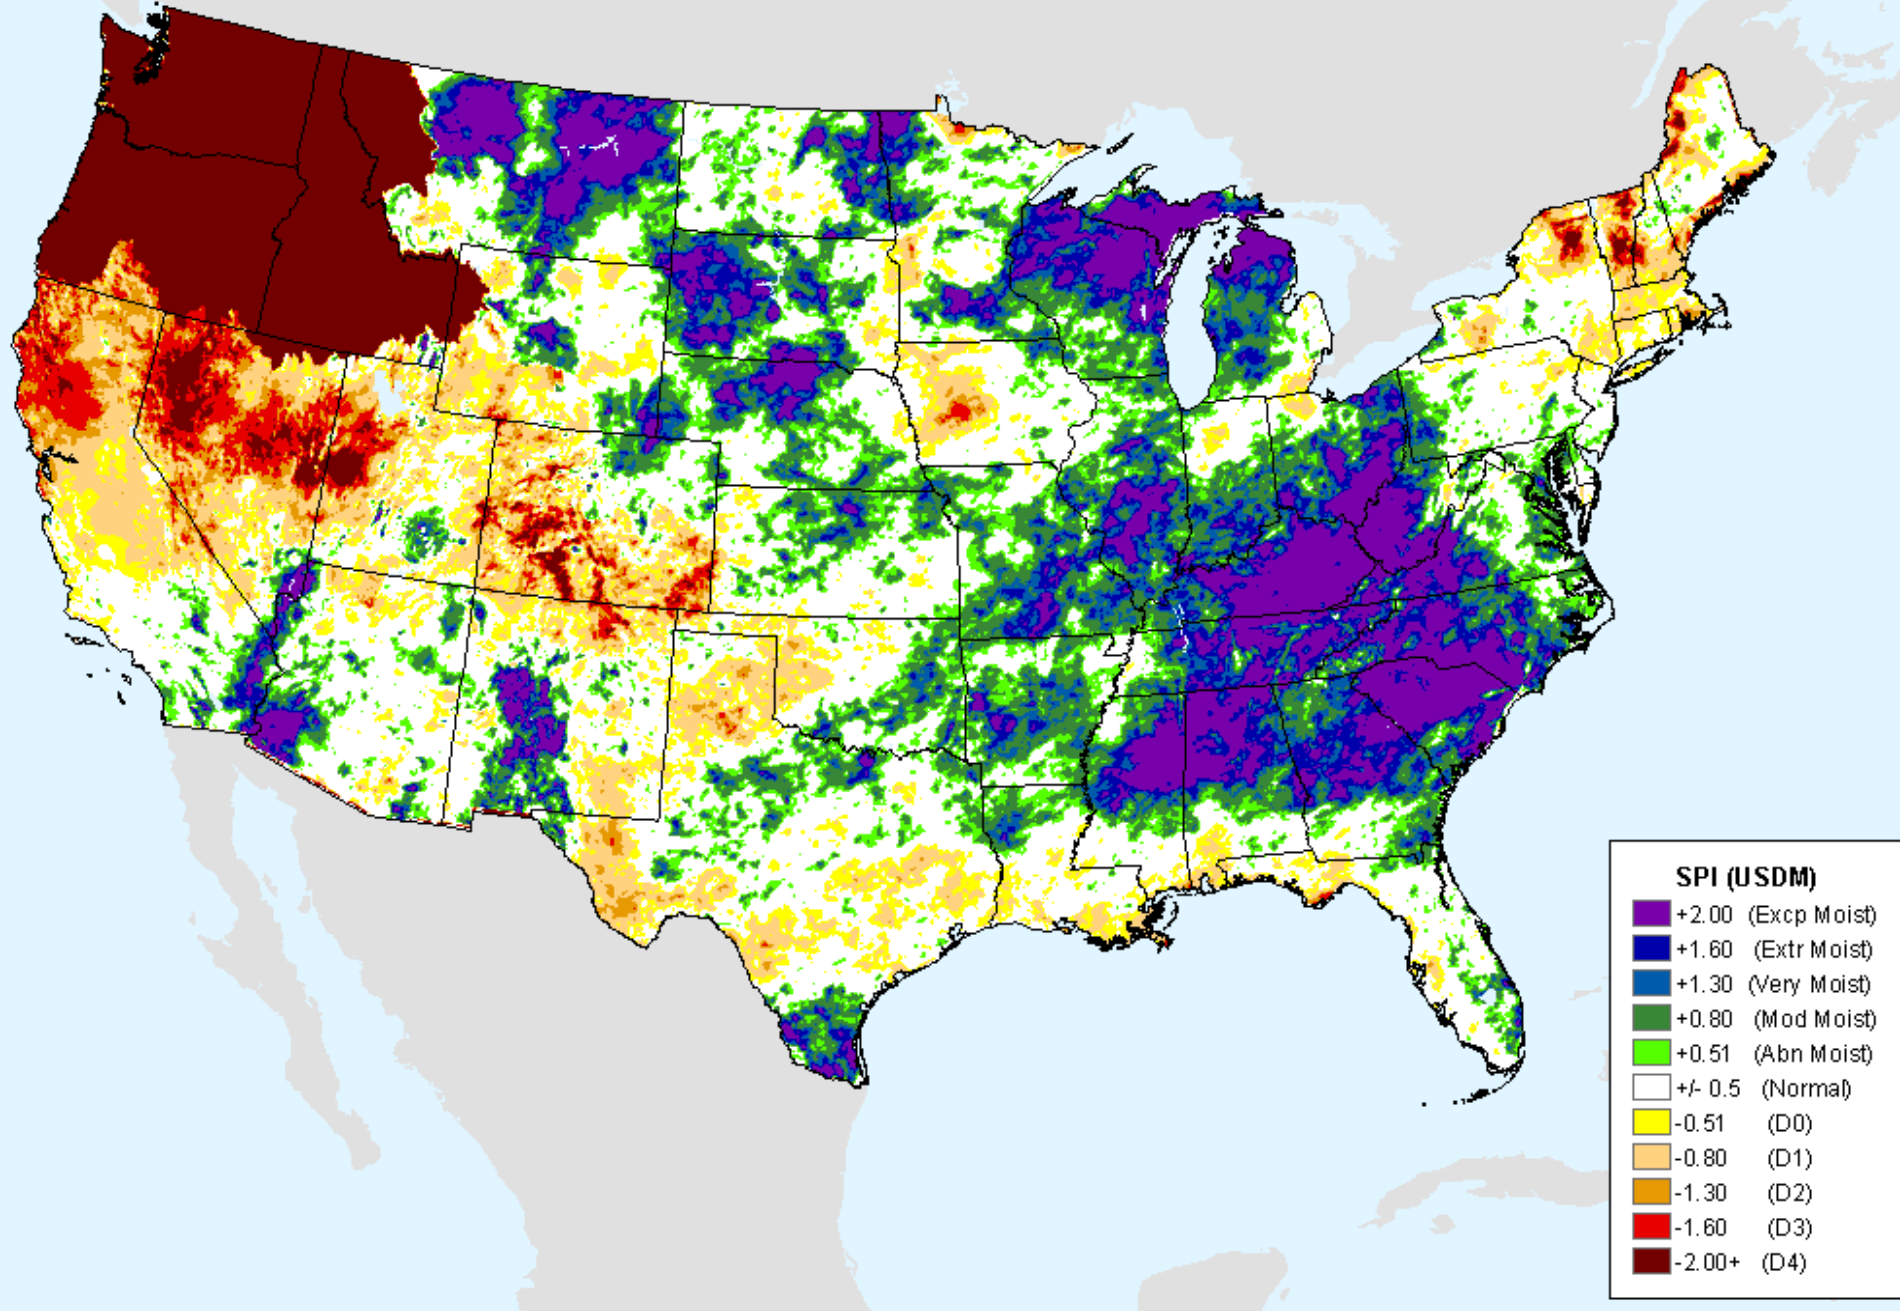 SPI (USDM)
+2.00 (Excp Moist)
+1.60 (Extr Moist)
+1.30 (Very Moist)
+0.80 (Mod Moist)
+0.51 (Abn Moist)
+/- 0.5 (Normal)
-0.51 (D0)
-0.80 (D1)
-1.30 (D2)
-1.60 (D3)
-2.00+ (D4)